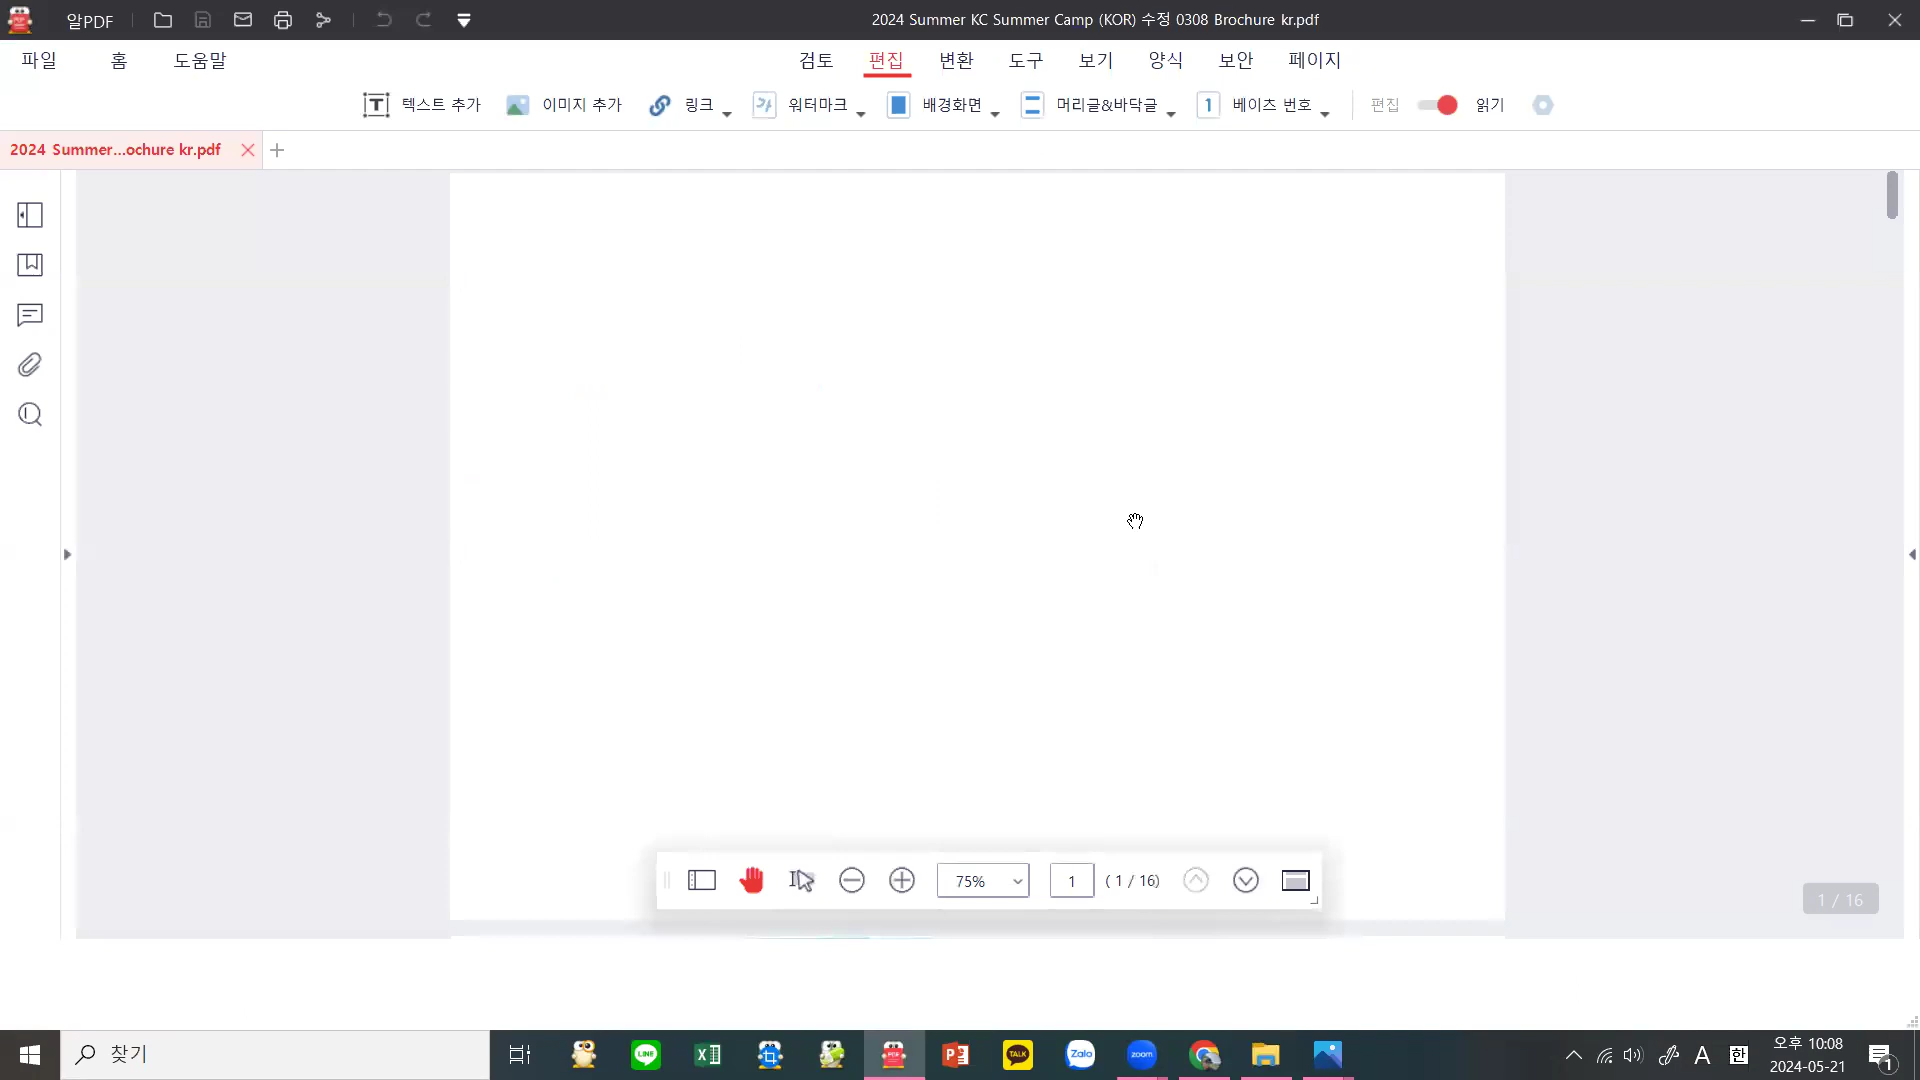 알PDF
2024 Summer KC Summer Camp (KOR) 수정 0308 Brochure kr.pdf
파일 홈 도움말 검토 편집 변환 도구 보기 양식 보안 페이지
텍스트 추가 이미지 추가 링크 워터마크 배경화면 머리글&바닥글 베이츠 번호 편집 읽기
2024 Summer...ochure kr.pdf
75% 1 ( 1 / 16)
1 / 16
찾기
LINE
TALK
Zalo
zoom
A 한
오후 10:08
2024-05-21
1